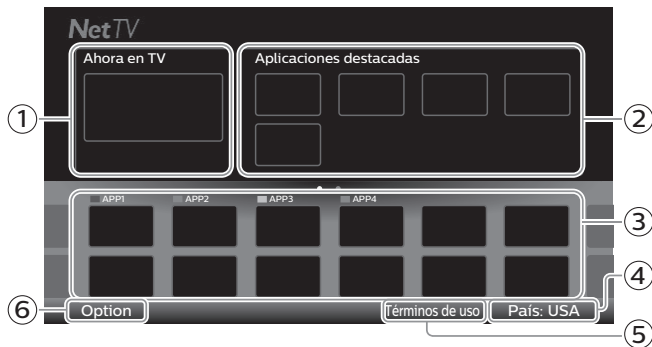 NetTV
Ahora en TV
Aplicaciones destacadas
1
2
APP1 APP2 APP3 APP4
3
4
6
Option
Términos de uso
País: USA
5